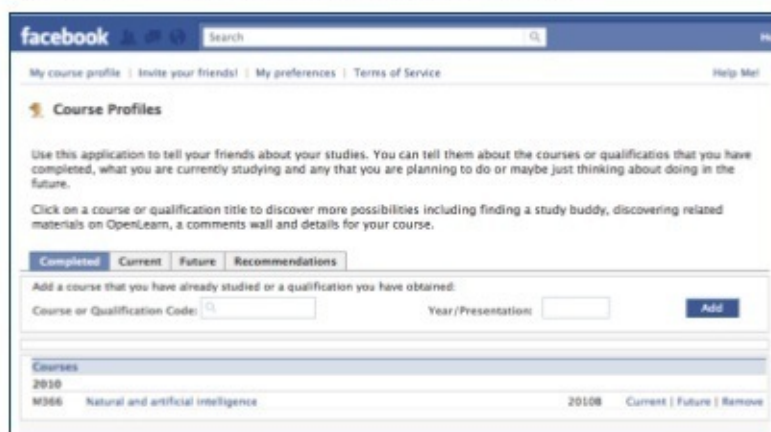 facebook Search
My course profile | Invite your friends! | My preferences | Terms of Service Help Me!
Course Profiles
Use this application to tell your friends about your studies. You can tell them about the courses or qualificatios that you have
completed, what you are currently studying and any that you are planning to do or maybe just thinking about doing in the
future.
Click on a course or qualification title to discover more possibilities including finding a study buddy, discovering related
materials on OpenLearn, a comments wall and details for your course.
Completed Current Future Recommendations
Add a course that you have already studied or a qualification you have obtained:
Course or Qualification Code: Year/Presentation: Add
Courses
2010
M366 Natural and artificial intelligence 2010B Current | Future | Remove